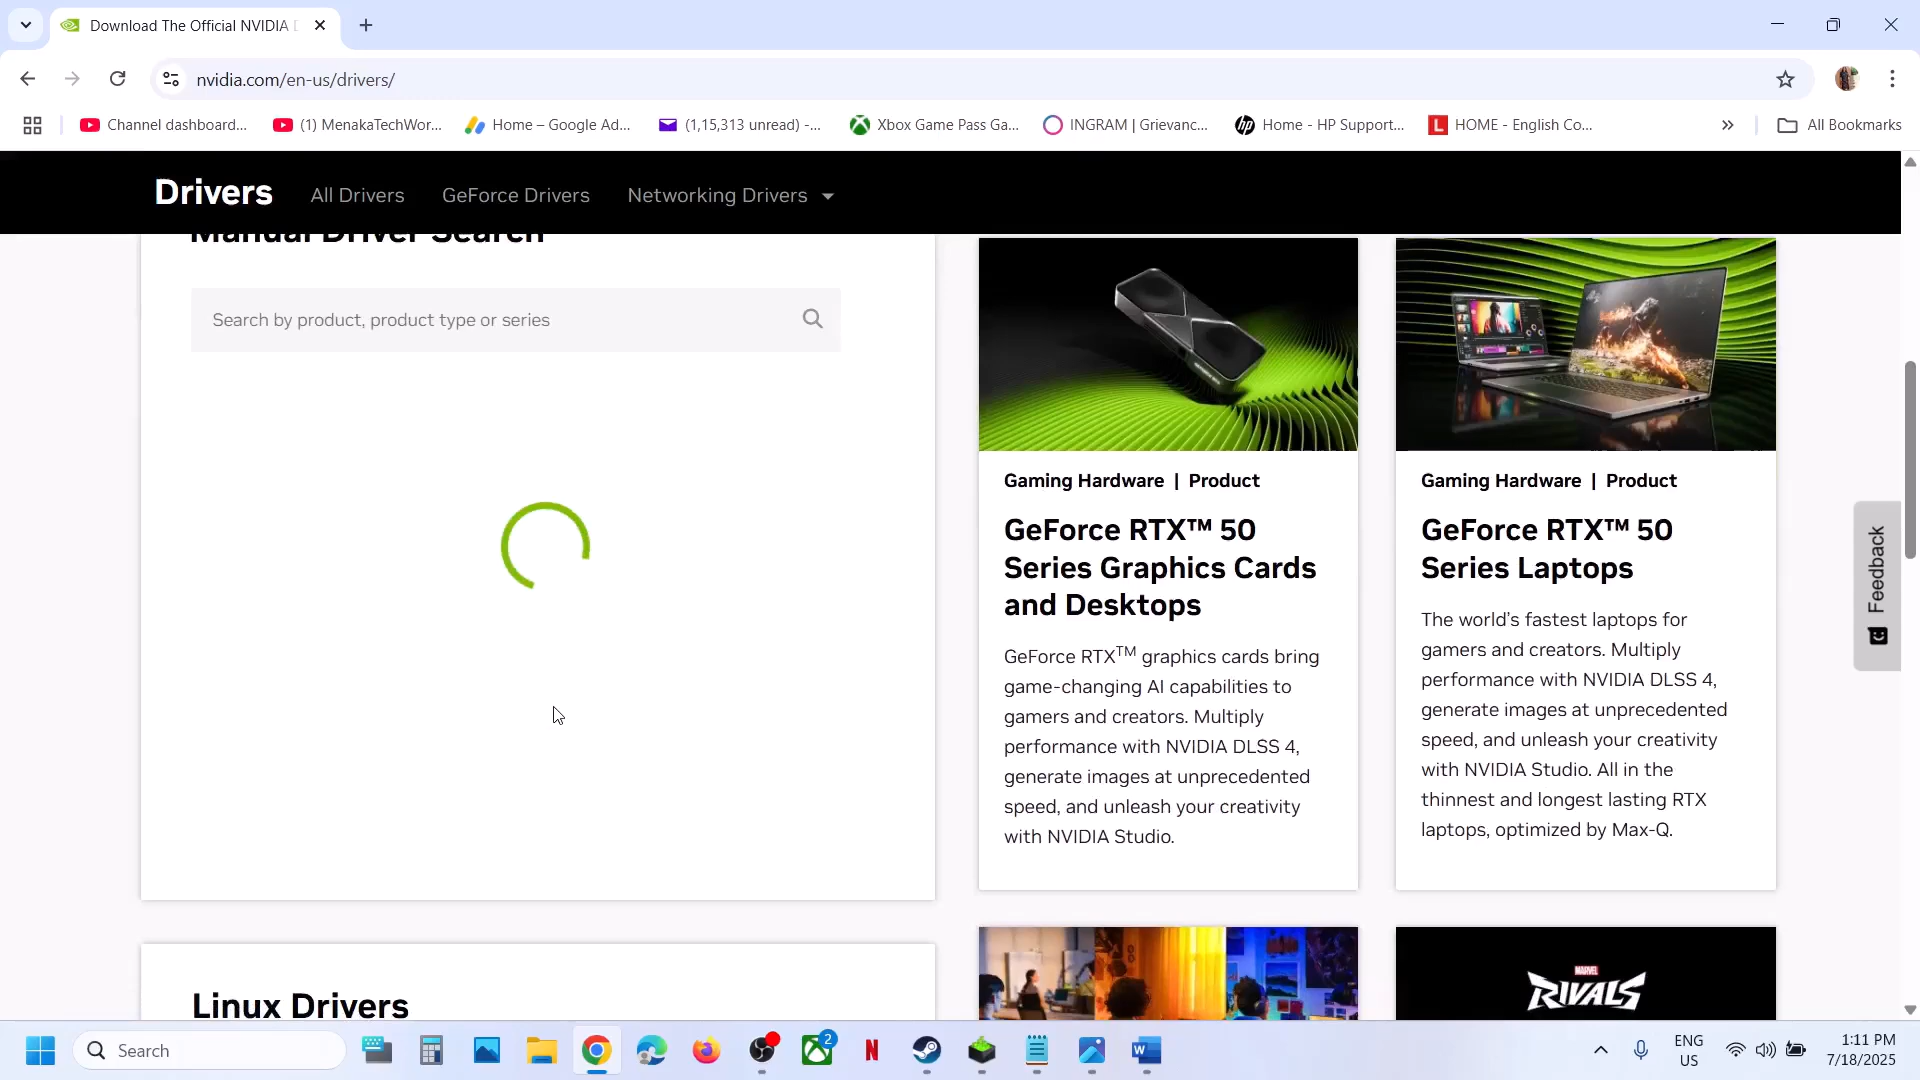 Download The Official NVIDIA D
nvidia.com/en-us/drivers/
Channel dashboard...
(1) MenakaTechWor...
Home – Google Ad...
(1,15,313 unread) -...
Xbox Game Pass Ga...
INGRAM | Grievanc...
Home - HP Support...
HOME - English Co...
All Bookmarks
Drivers
All Drivers
GeForce Drivers
Networking Drivers
Manual Driver Search
Search by product, product type or series
Gaming Hardware | Product
GeForce RTX™ 50
Series Graphics Cards
and Desktops
GeForce RTXTM graphics cards bring
game-changing AI capabilities to
gamers and creators. Multiply
performance with NVIDIA DLSS 4,
generate images at unprecedented
speed, and unleash your creativity
with NVIDIA Studio.
Gaming Hardware | Product
GeForce RTX™ 50
Series Laptops
The world's fastest laptops for
gamers and creators. Multiply
performance with NVIDIA DLSS 4,
generate images at unprecedented
speed, and unleash your creativity
with NVIDIA Studio. All in the
thinnest and longest lasting RTX
laptops, optimized by Max-Q.
Feedback
Linux Drivers
MARVEL
RIVALS
Search
2
ENG
US
1:11 PM
7/18/2025